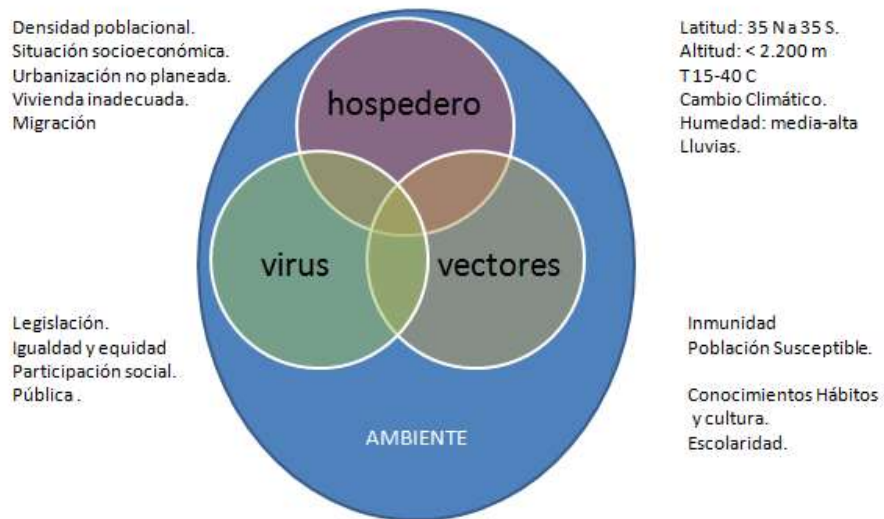 Densidad poblacional.
Situación socioeconómica.
Urbanización no planeada.
Vivienda inadecuada.
Migración
Latitud: 35 N a 35 S.
Altitud: < 2.200 m
T 15-40 C
Cambio Climático.
Humedad: media-alta
Lluvias.
hospedero
virus
vectores
AMBIENTE
Legislación.
Igualdad y equidad
Participación social.
Pública .
Inmunidad
Población Susceptible.
Conocimientos Hábitos
y cultura.
Escolaridad.